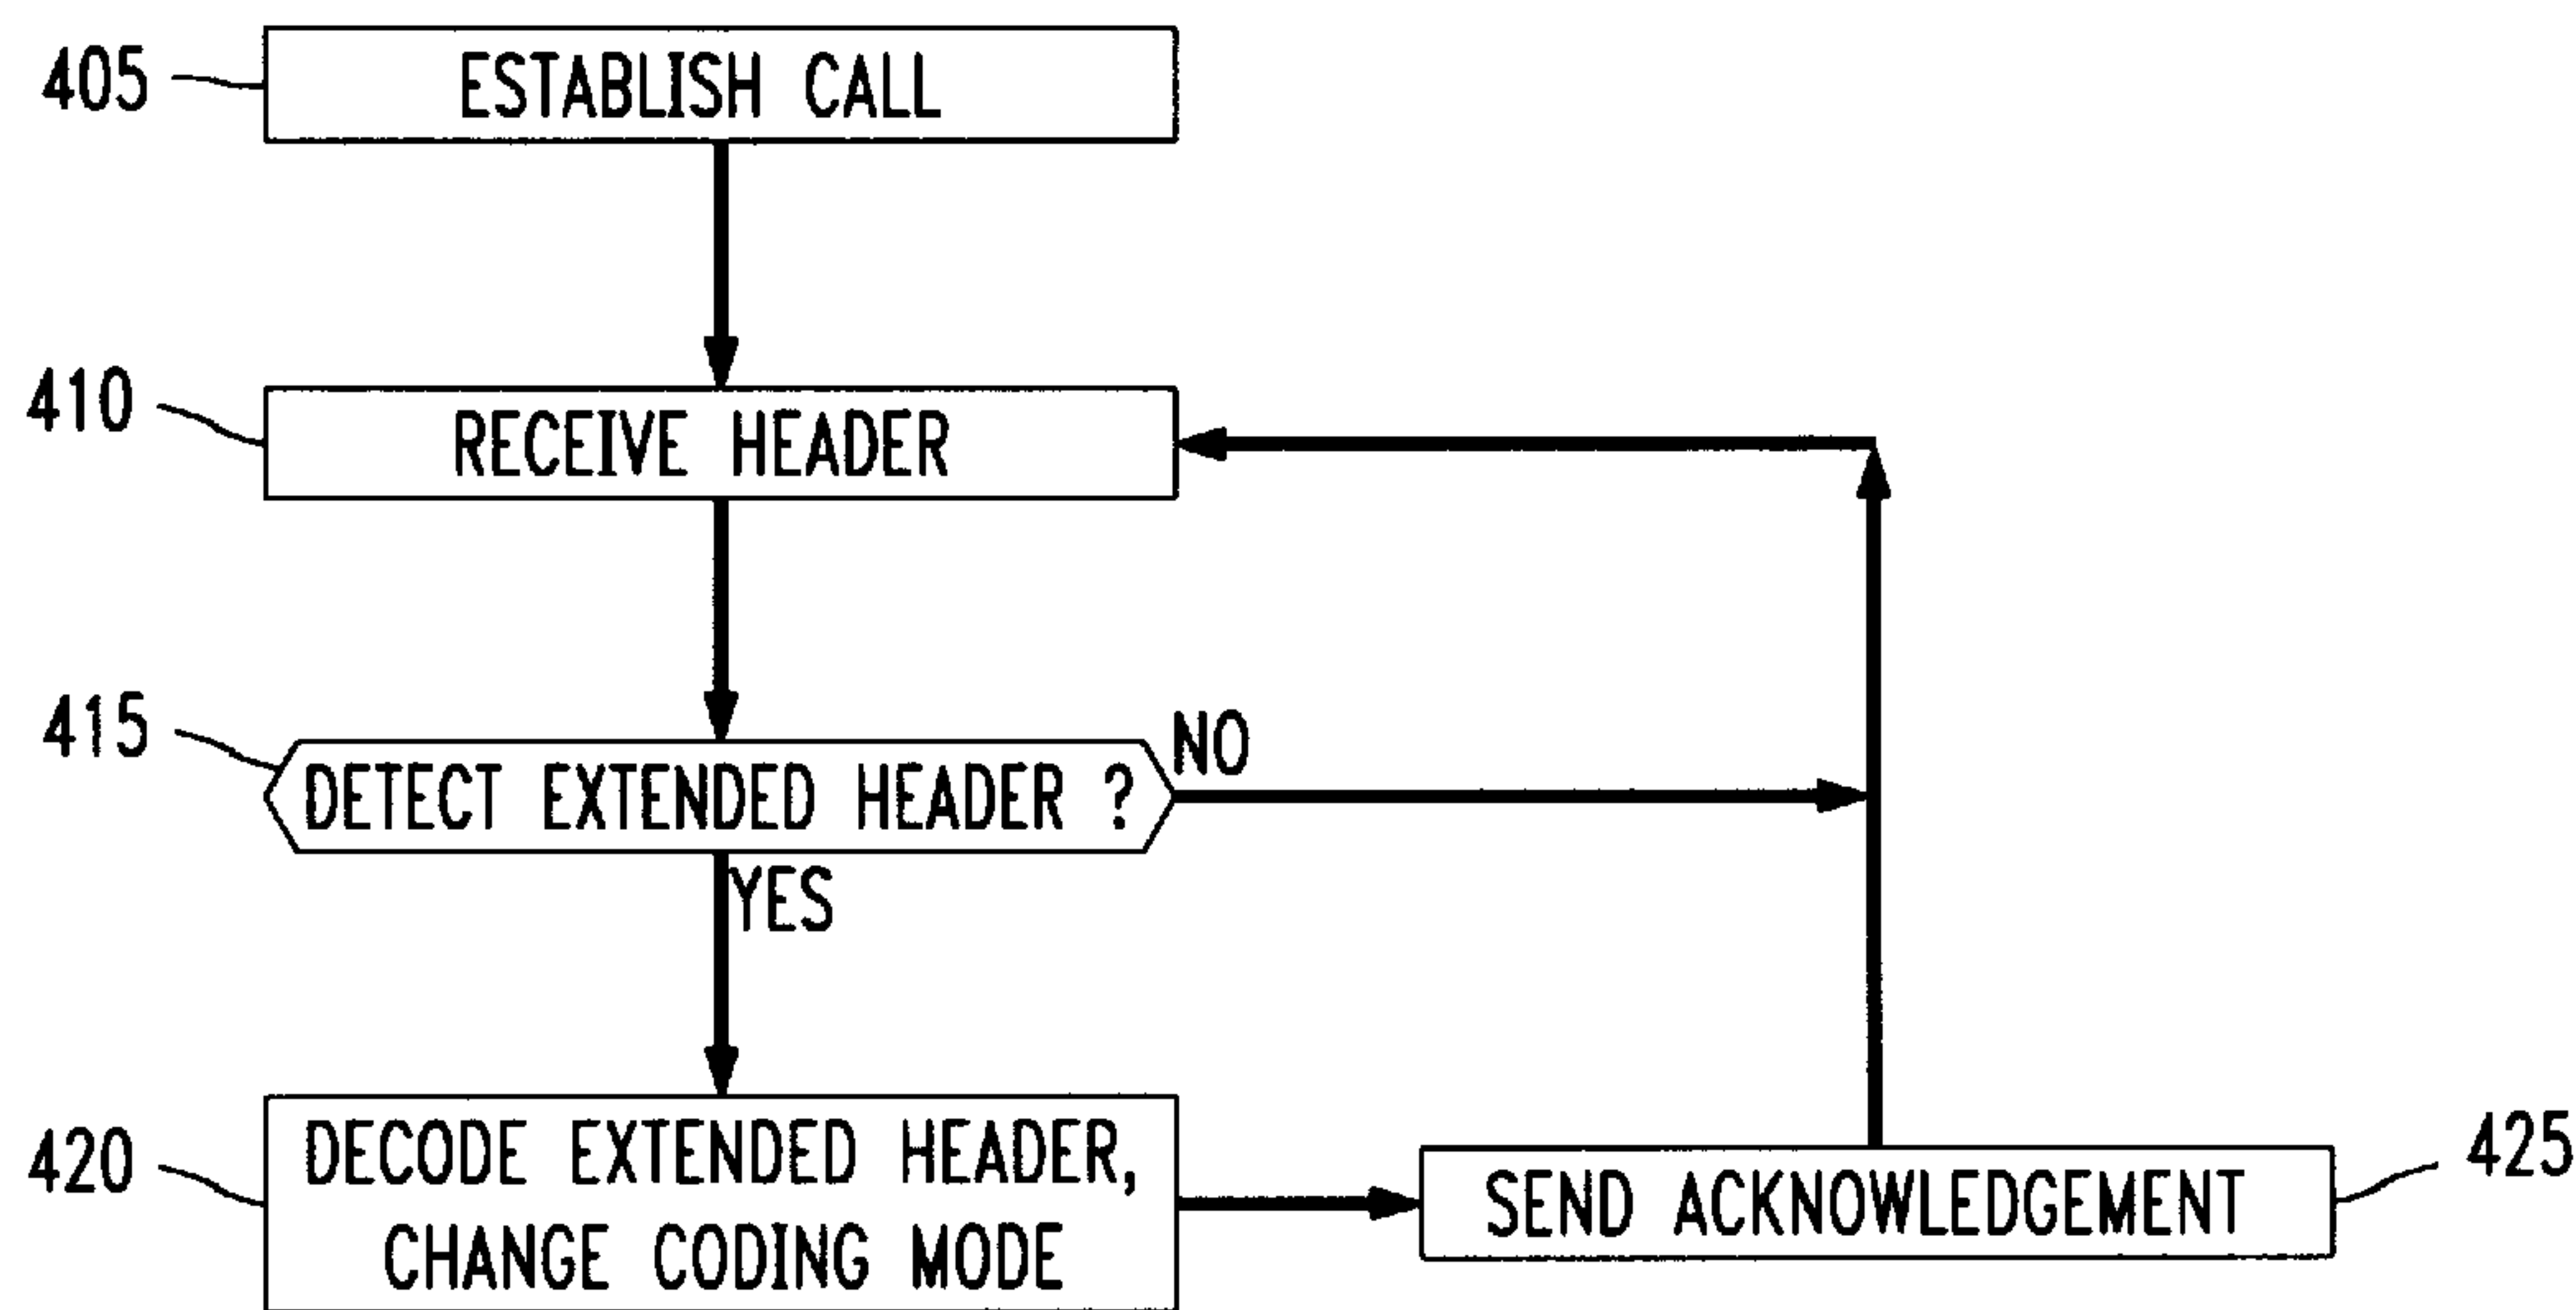 405
ESTABLISH CALL
410
RECEIVE HEADER
415
DETECT EXTENDED HEADER ?
NO
YES
420
DECODE EXTENDED HEADER,
CHANGE CODING MODE
SEND ACKNOWLEDGEMENT
425